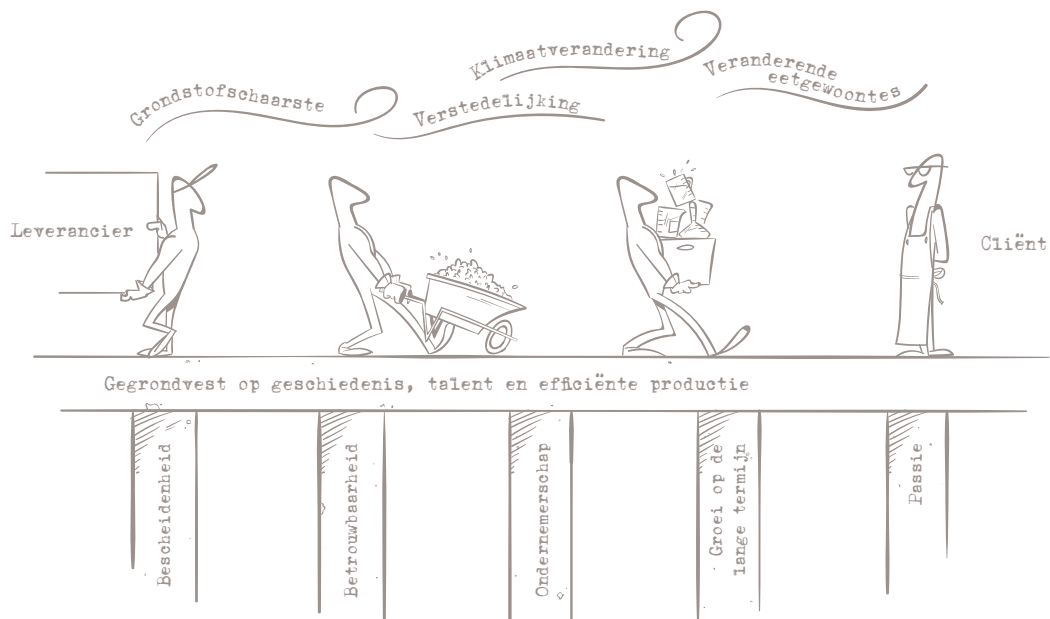 Klimaatverandering
Veranderende
eetgewoontes
Grondstofschaarste
Verstedelijking
Leverancier
Cliënt
Gegrondvest op geschiedenis, talent en efficiënte productie
Bescheidenheid
Betrouwbaarheid
Ondernemerschap
Groei op de
lange termijn
Passie